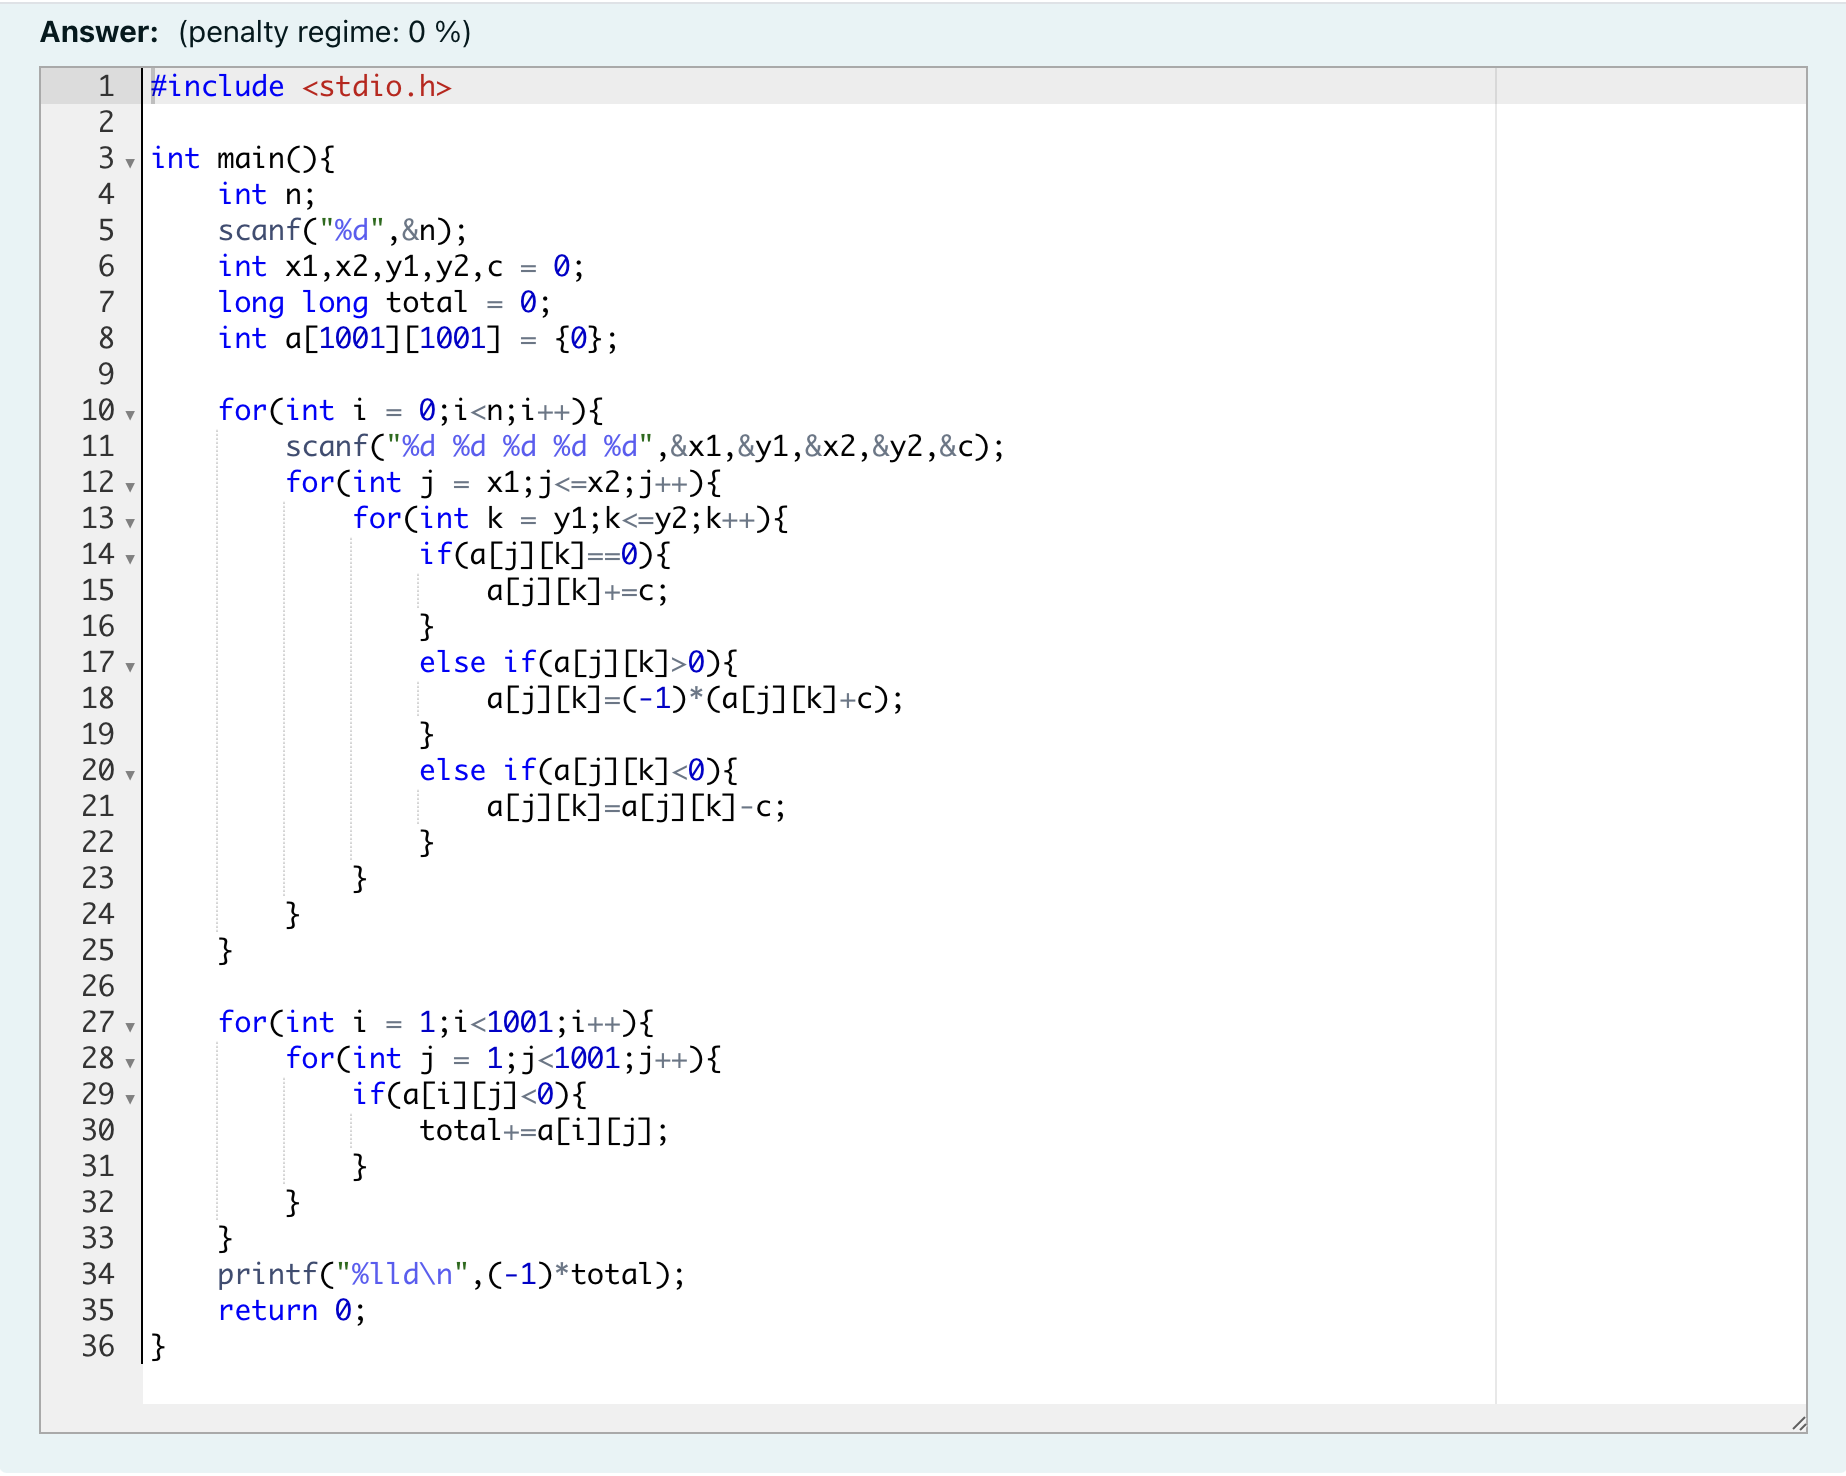 Answer: (penalty regime: 0 %)
1 #include <stdio.h>
2
3 int main(){
4     int n;
5     scanf("%d",&n);
6     int x1,x2,y1,y2,c = 0;
7     long long total = 0;
8     int a[1001][1001] = {0};
9
10     for(int i = 0;i<n;i++){
11         scanf("%d %d %d %d %d",&x1,&y1,&x2,&y2,&c);
12         for(int j = x1;j<=x2;j++){
13             for(int k = y1;k<=y2;k++){
14                 if(a[j][k]==0){
15                     a[j][k]+=c;
16                 }
17                 else if(a[j][k]>0){
18                     a[j][k]=(-1)*(a[j][k]+c);
19                 }
20                 else if(a[j][k]<0){
21                     a[j][k]=a[j][k]-c;
22                 }
23             }
24         }
25     }
26
27     for(int i = 1;i<1001;i++){
28         for(int j = 1;j<1001;j++){
29             if(a[i][j]<0){
30                 total+=a[i][j];
31             }
32         }
33     }
34     printf("%lld\n",(-1)*total);
35     return 0;
36 }